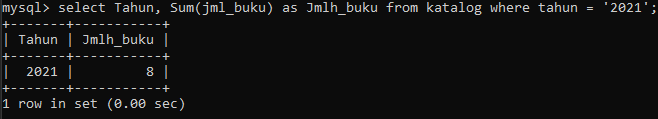 mysql> select Tahun, Sum(jml_buku) as Jmlh_buku from katalog where tahun = '2021';
+-------+-----------+
| Tahun | Jmlh_buku |
+-------+-----------+
|  2021 |         8 |
+-------+-----------+
1 row in set (0.00 sec)